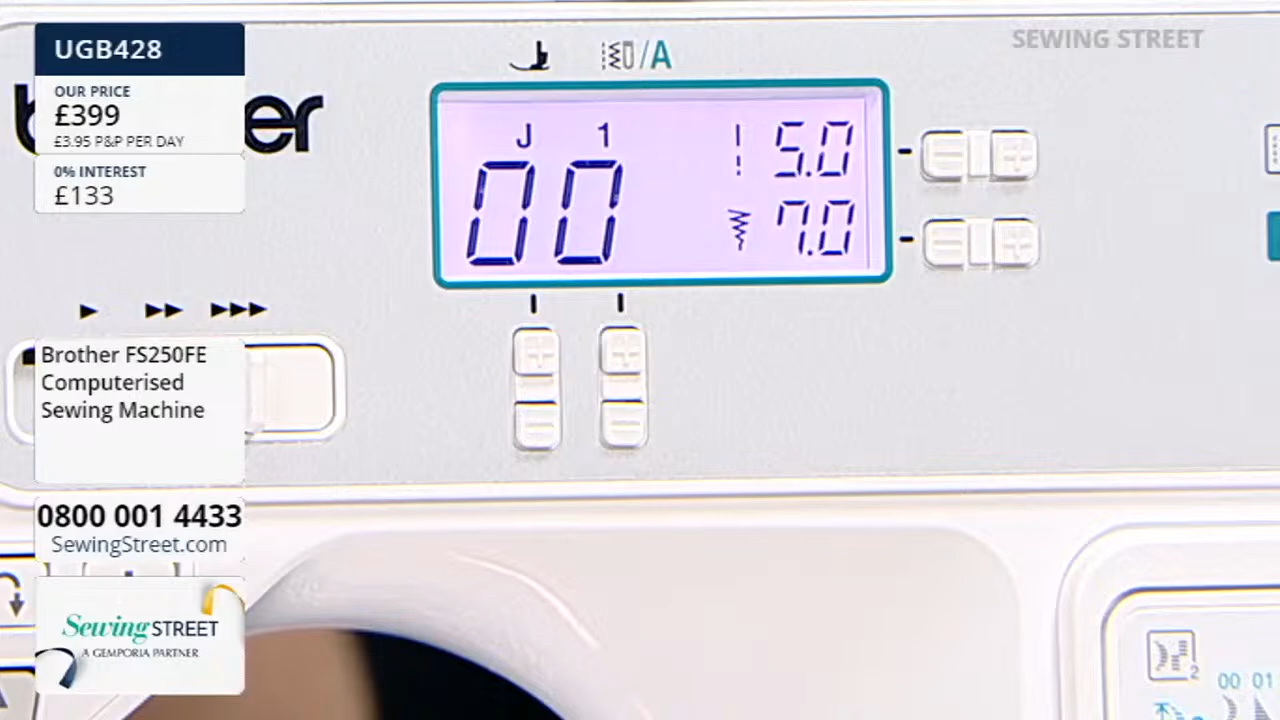 UGB428
OUR PRICE
£399
£3.95 P&P PER DAY
0% INTEREST
£133
Brother FS250FE
Computerised
Sewing Machine
0800 001 4433
SewingStreet.com
Sewing STREET
A GEMPORIA PARTNER
SEWING STREET
/A
J 1
00
5.0
7.0
2
00 01